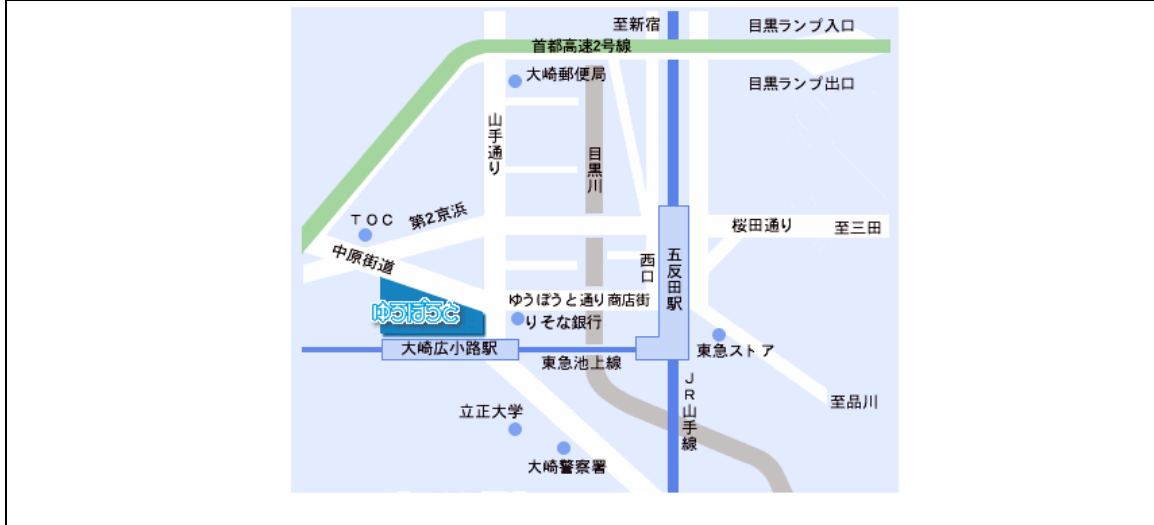 至新宿
目黒ランプ入口
首都高速2号線
大崎郵便局
目黒ランプ出口
山手通り
目黒川
TOC
第2京浜
桜田通り
至三田
中原街道
西口
五反田駅
ゆうぽうと通り商店街
ゆうぽうと
りそな銀行
大崎広小路駅
東急池上線
東急ストア
JR山手線
至品川
立正大学
大崎警察署